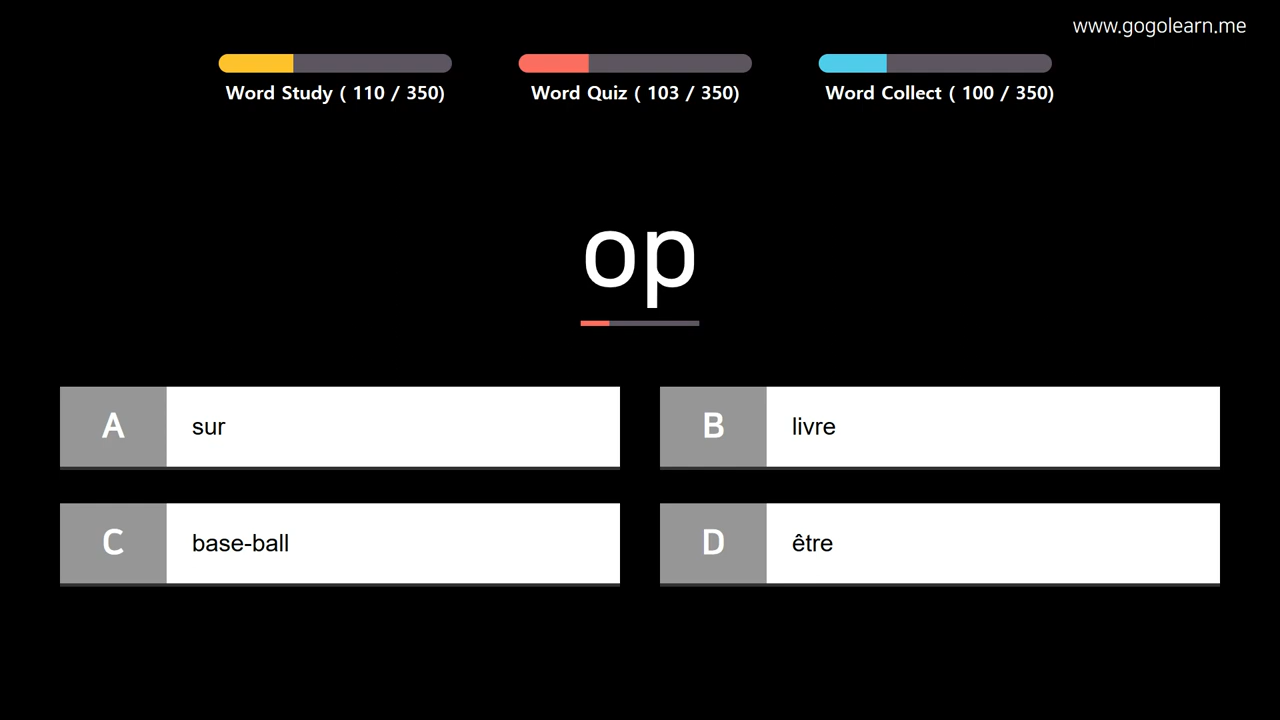 www.gogolearn.me
Word Study ( 110 / 350)
Word Quiz ( 103 / 350)
Word Collect ( 100 / 350)
op
A sur
B livre
C base-ball
D être